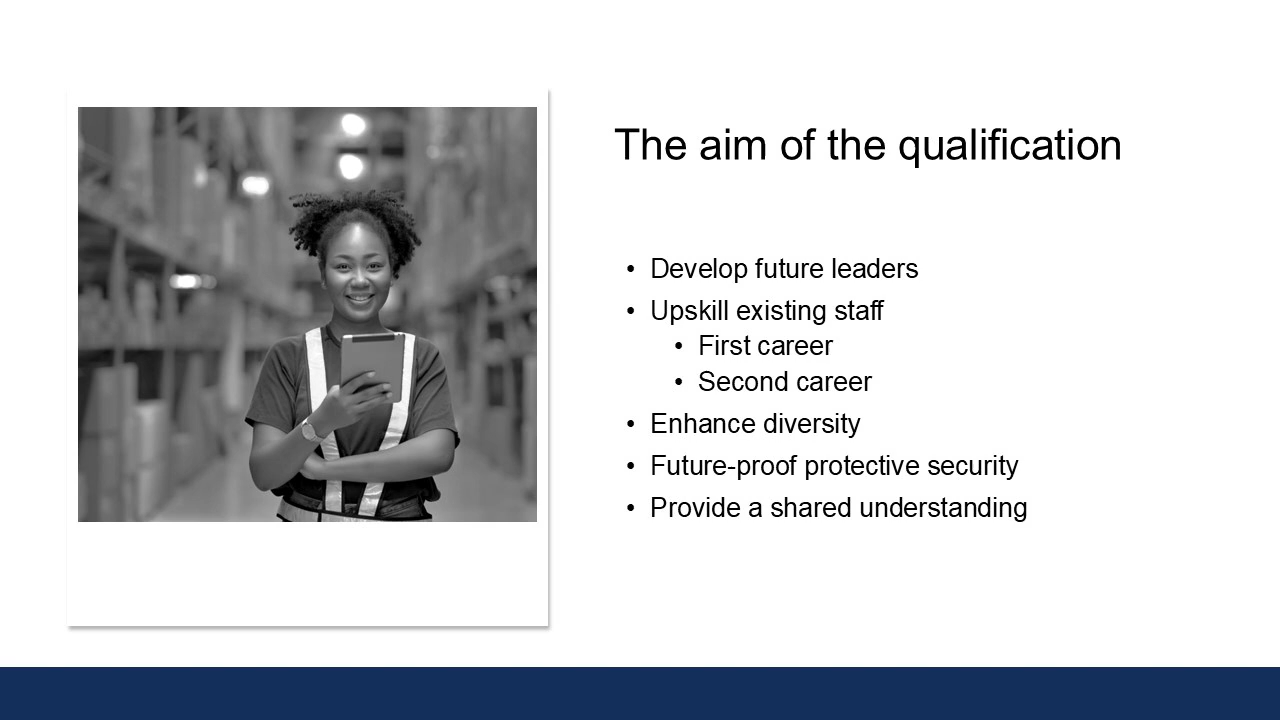 The aim of the qualification
• Develop future leaders
• Upskill existing staff
• First career
• Second career
• Enhance diversity
• Future-proof protective security
• Provide a shared understanding